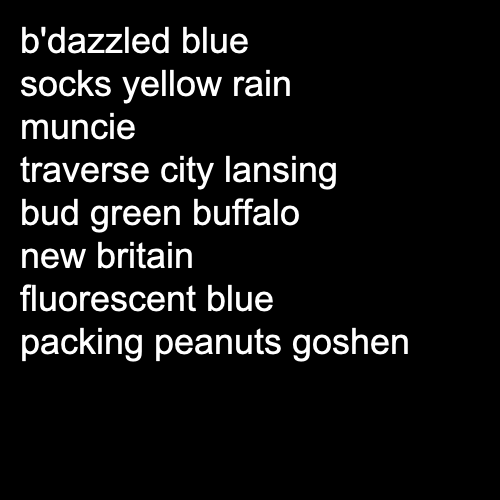 b'dazzled blue
socks yellow rain
muncie
traverse city lansing
bud green buffalo
new britain
fluorescent blue
packing peanuts goshen